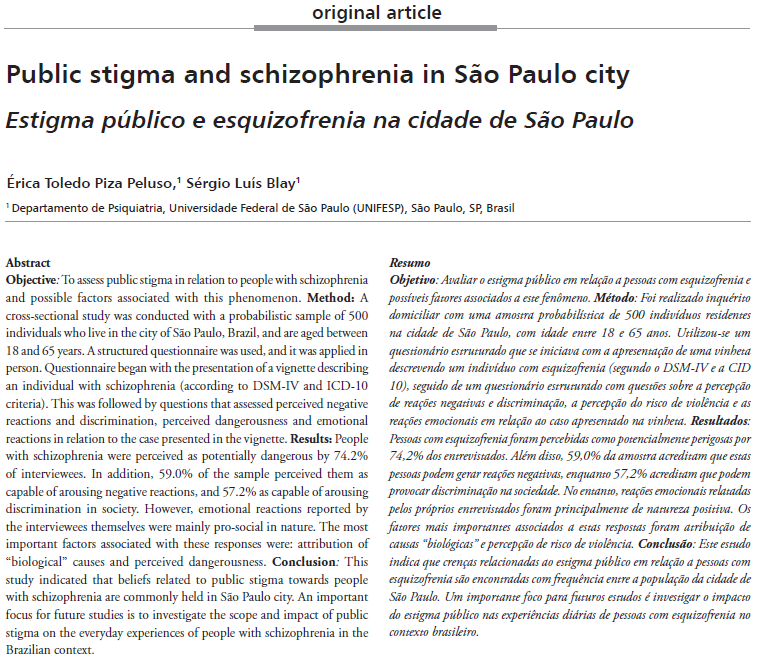 original article
Public stigma and schizophrenia in São Paulo city
Estigma público e esquizofrenia na cidade de São Paulo
Érica Toledo Piza Peluso,¹ Sérgio Luís Blay¹
¹ Departamento de Psiquiatria, Universidade Federal de São Paulo (UNIFESP), São Paulo, SP, Brasil
Abstract
Objective: To assess public stigma in relation to people with schizophrenia
and possible factors associated with this phenomenon. Method: A
cross-sectional study was conducted with a probabilistic sample of 500
individuals who live in the city of São Paulo, Brazil, and are aged between
18 and 65 years. A structured questionnaire was used, and it was applied in
person. Questionnaire began with the presentation of a vignette describing
an individual with schizophrenia (according to DSM-IV and ICD-10
criteria). This was followed by questions that assessed perceived negative
reactions and discrimination, perceived dangerousness and emotional
reactions in relation to the case presented in the vignette. Results: People
with schizophrenia were perceived as potentially dangerous by 74.2%
of interviewees. In addition, 59.0% of the sample perceived them as
capable of arousing negative reactions, and 57.2% as capable of arousing
discrimination in society. However, emotional reactions reported by
the interviewees themselves were mainly pro-social in nature. The most
important factors associated with these responses were: attribution of
“biological” causes and perceived dangerousness. Conclusion: This
study indicated that beliefs related to public stigma towards people
with schizophrenia are commonly held in São Paulo city. An important
focus for future studies is to investigate the scope and impact of public
stigma on the everyday experiences of people with schizophrenia in the
Brazilian context.
Resumo
Objetivo: Avaliar o estigma público em relação a pessoas com esquizofrenia e
possíveis fatores associados a este fenômeno. Método: Foi realizado inquérito
domiciliar com uma amostra probabilística de 500 indivíduos residentes
na cidade de São Paulo, com idade entre 18 e 65 anos. Utilizou-se um
questionário estruturado que se iniciava com a apresentação de uma vinheta
descrevendo um indivíduo com esquizofrenia (segundo o DSM-IV e a CID
10), seguido de um questionário estruturado com questões sobre a percepção
de reações negativas e discriminação, a percepção do risco de violência e as
reações emocionais em relação ao caso apresentado na vinheta. Resultados:
Pessoas com esquizofrenia foram percebidas como potencialmente perigosas por
74,2% dos entrevistados. Além disso, 59,0% da amostra acreditam que estas
pessoas podem gerar reações negativas, enquanto 57,2% acreditam que podem
provocar discriminação na sociedade. No entanto, reações emocionais relatadas
pelos próprios entrevistados foram principalmente de natureza positiva. Os
fatores mais importantes associados a estas respostas foram atribuição de
causas “biológicas” e percepção de risco de violência. Conclusão: Este estudo
indica que crenças relacionadas ao estigma público em relação a pessoas com
esquizofrenia são encontradas com frequência entre a população da cidade de
São Paulo. Um importante foco para futuros estudos é investigar o impacto
do estigma público nas experiências diárias de pessoas com esquizofrenia no
contexto brasileiro.